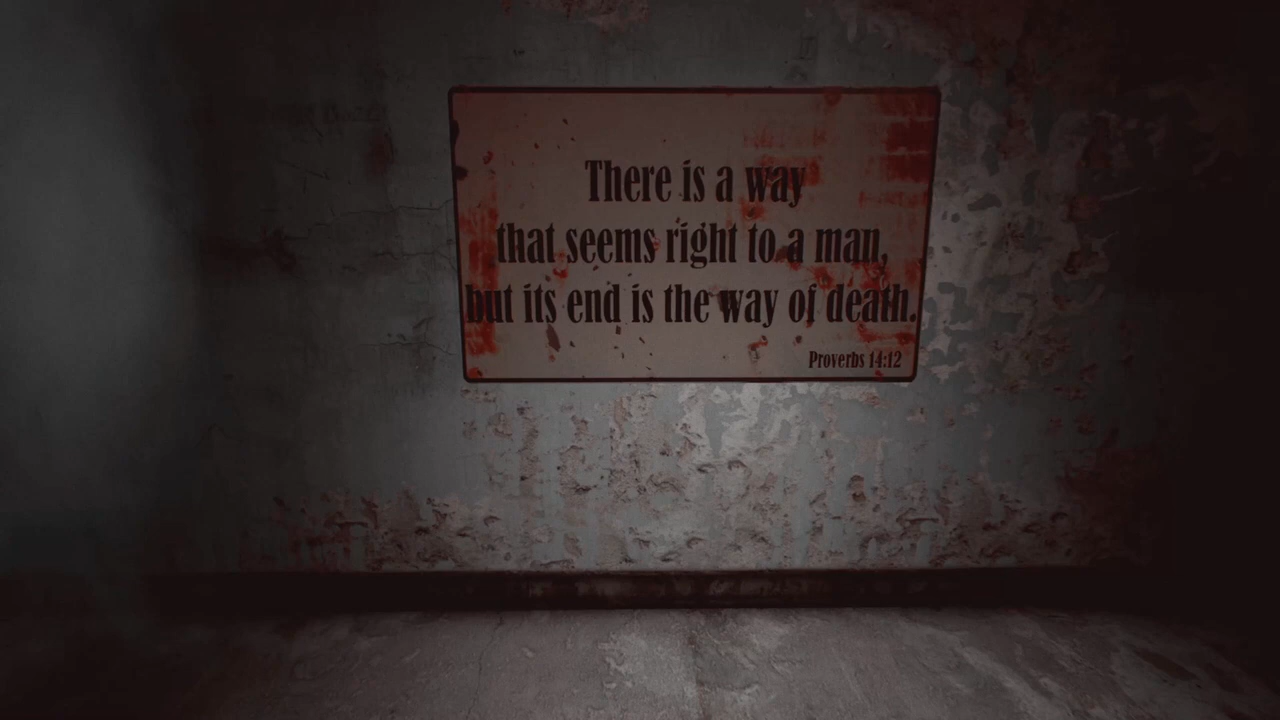 There is a way
that seems right to a man,
but its end is the way of death.
Proverbs 14:12